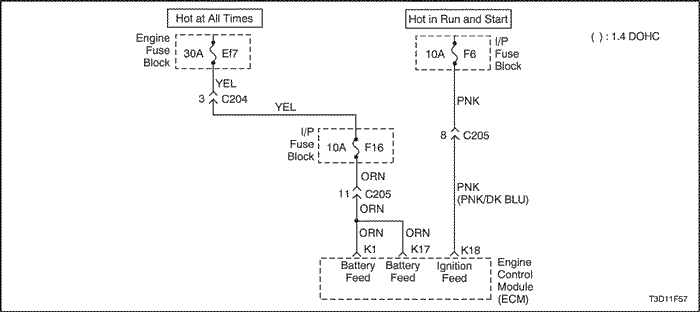 Hot at All Times
Hot in Run and Start
( ) : 1.4 DOHC
Engine
Fuse
Block
30A Ef7
I/P
Fuse
Block
10A F6
YEL
3 C204
YEL
PNK
I/P
Fuse
Block
10A F16
8 C205
ORN
11 C205
ORN
PNK
(PNK/DK BLU)
ORN
ORN
K1
K17
K18
Battery
Feed
Battery
Feed
Ignition
Feed
Engine
Control
Module
(ECM)
T3D11F57